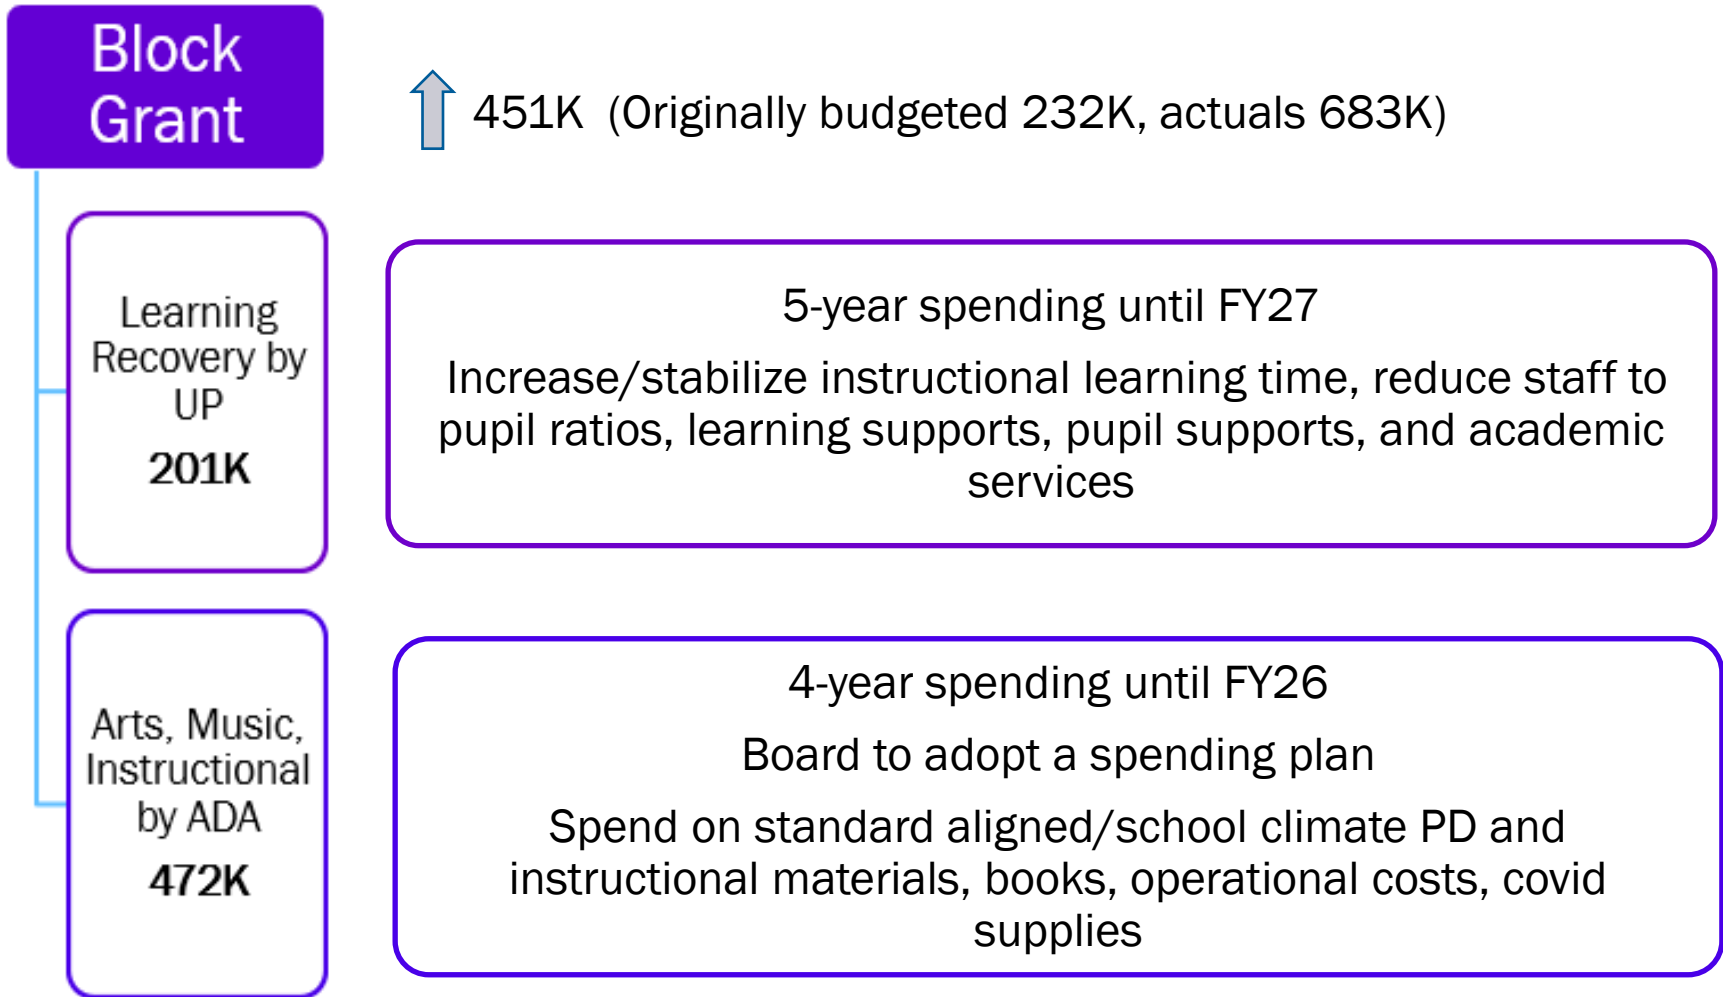 Block
Grant
451K (Originally budgeted 232K, actuals 683K)
Learning
Recovery by
UP
201K
5-year spending until FY27
Increase/stabilize instructional learning time, reduce staff to
pupil ratios, learning supports, pupil supports, and academic
services
Arts, Music,
Instructional
by ADA
472K
4-year spending until FY26
Board to adopt a spending plan
Spend on standard aligned/school climate PD and
instructional materials, books, operational costs, covid
supplies